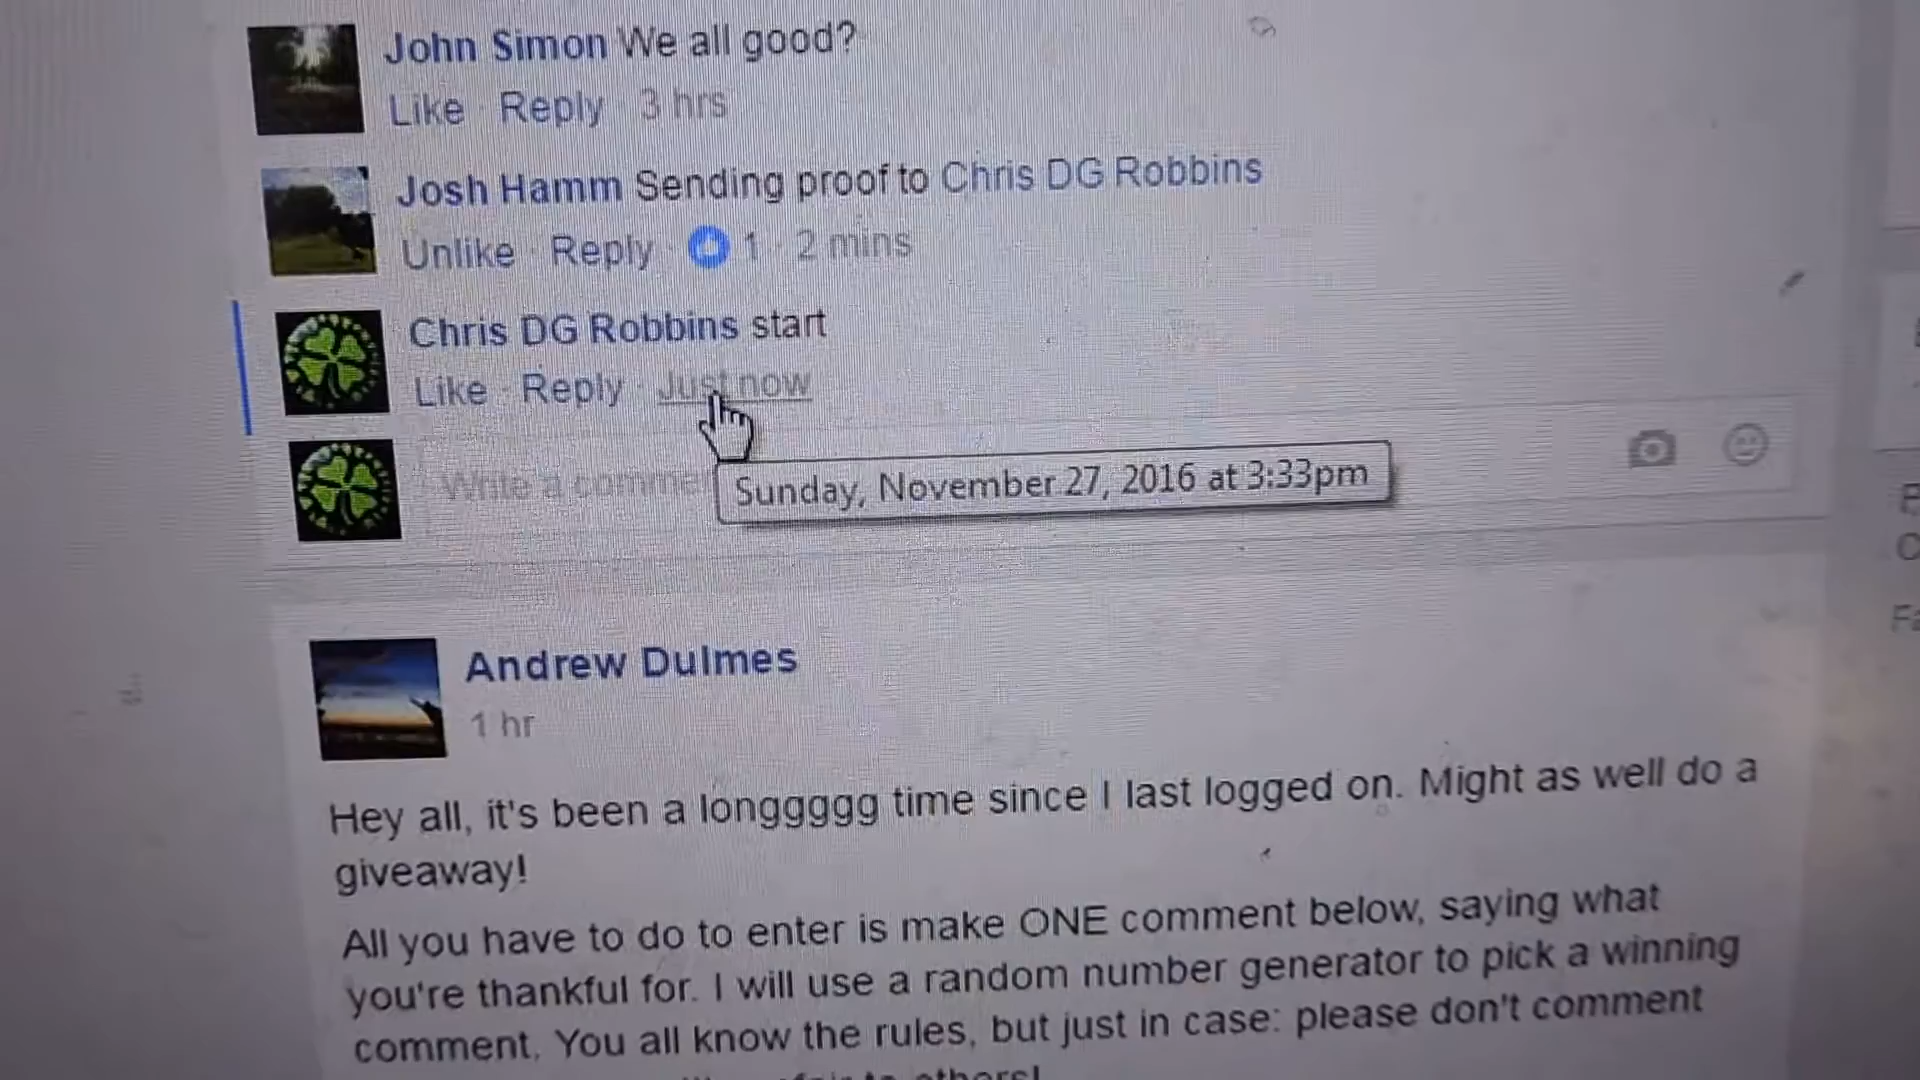 John Simon We all good?
Like · Reply · 3 hrs
Josh Hamm Sending proof to Chris DG Robbins
Unlike · Reply · 1 · 2 mins
Chris DG Robbins start
Like · Reply · Just now
Write a comme
Sunday, November 27, 2016 at 3:33pm
Andrew Dulmes
1 hr
Hey all, it's been a longgggg time since I last logged on. Might as well do a
giveaway!
All you have to do to enter is make ONE comment below, saying what
you're thankful for. I will use a random number generator to pick a winning
comment. You all know the rules, but just in case: please don't comment
others!